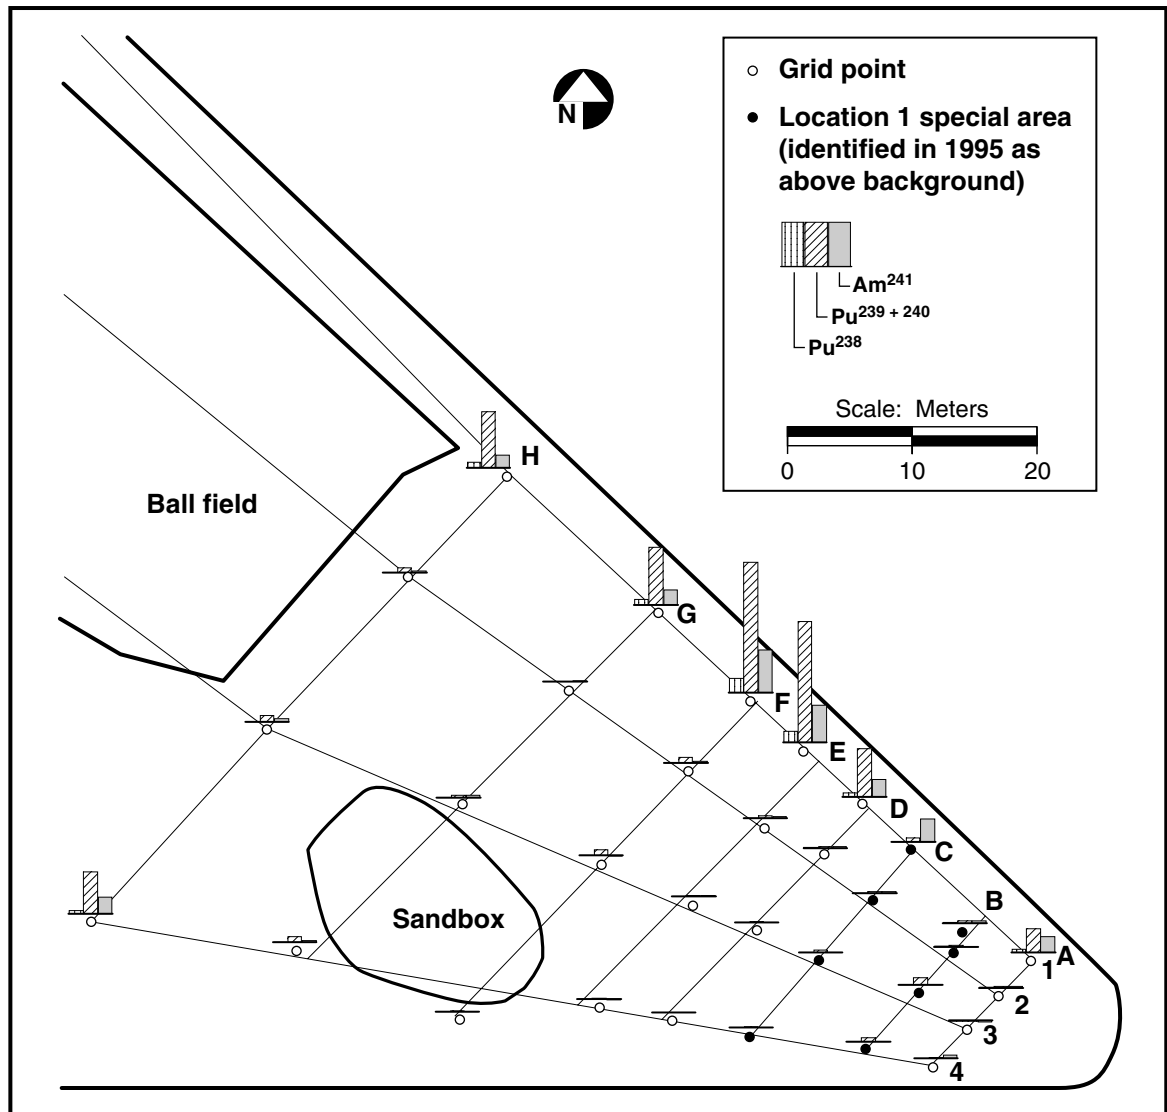 Grid point
Location 1 special area
(identified in 1995 as
above background)
Am241
Pu239 + 240
Pu238
Scale: Meters
0 10 20
N
H
Ball field
G
F
E
D
C
Sandbox
B
A
1
2
3
4